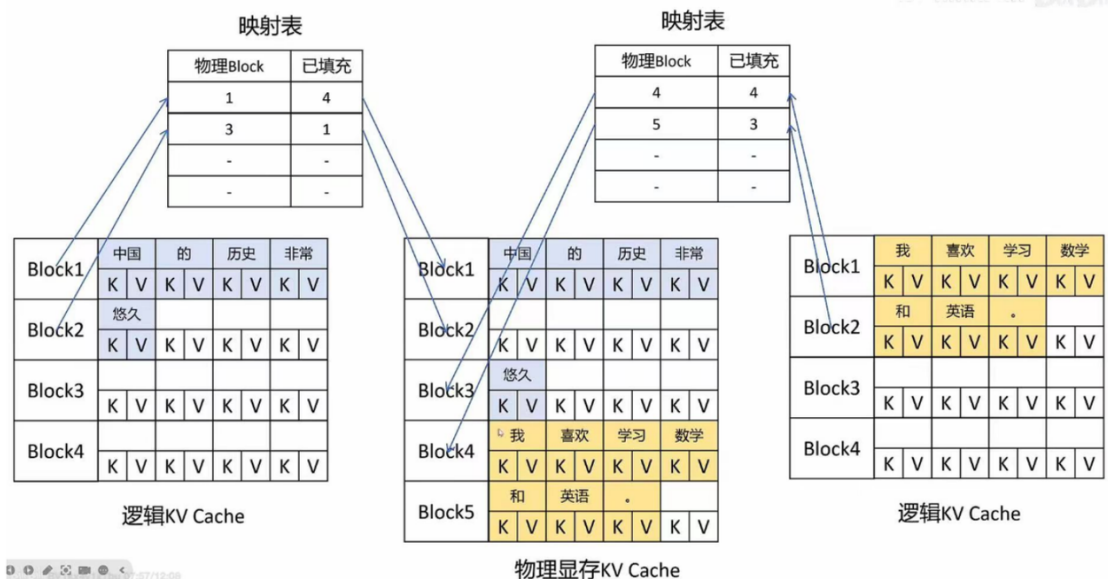 映射表
物理Block 已填充
1 4
3 1
- -
- -
映射表
物理Block 已填充
4 4
5 3
- -
- -
Block1 中国 的 历史 非常
K V K V K V K V
Block2 悠久
K V K V K V K V
Block3
K V K V K V K V
Block4
K V K V K V K V
逻辑KV Cache
Block1 中国 的 历史 非常
K V K V K V K V
Block2
K V K V K V K V
Block3 悠久
K V K V K V K V
Block4 我 喜欢 学习 数学
K V K V K V K V
Block5 和 英语 。
K V K V K V K V
物理显存KV Cache
Block1 我 喜欢 学习 数学
K V K V K V K V
Block2 和 英语 。
K V K V K V K V
Block3
K V K V K V K V
Block4
K V K V K V K V
逻辑KV Cache